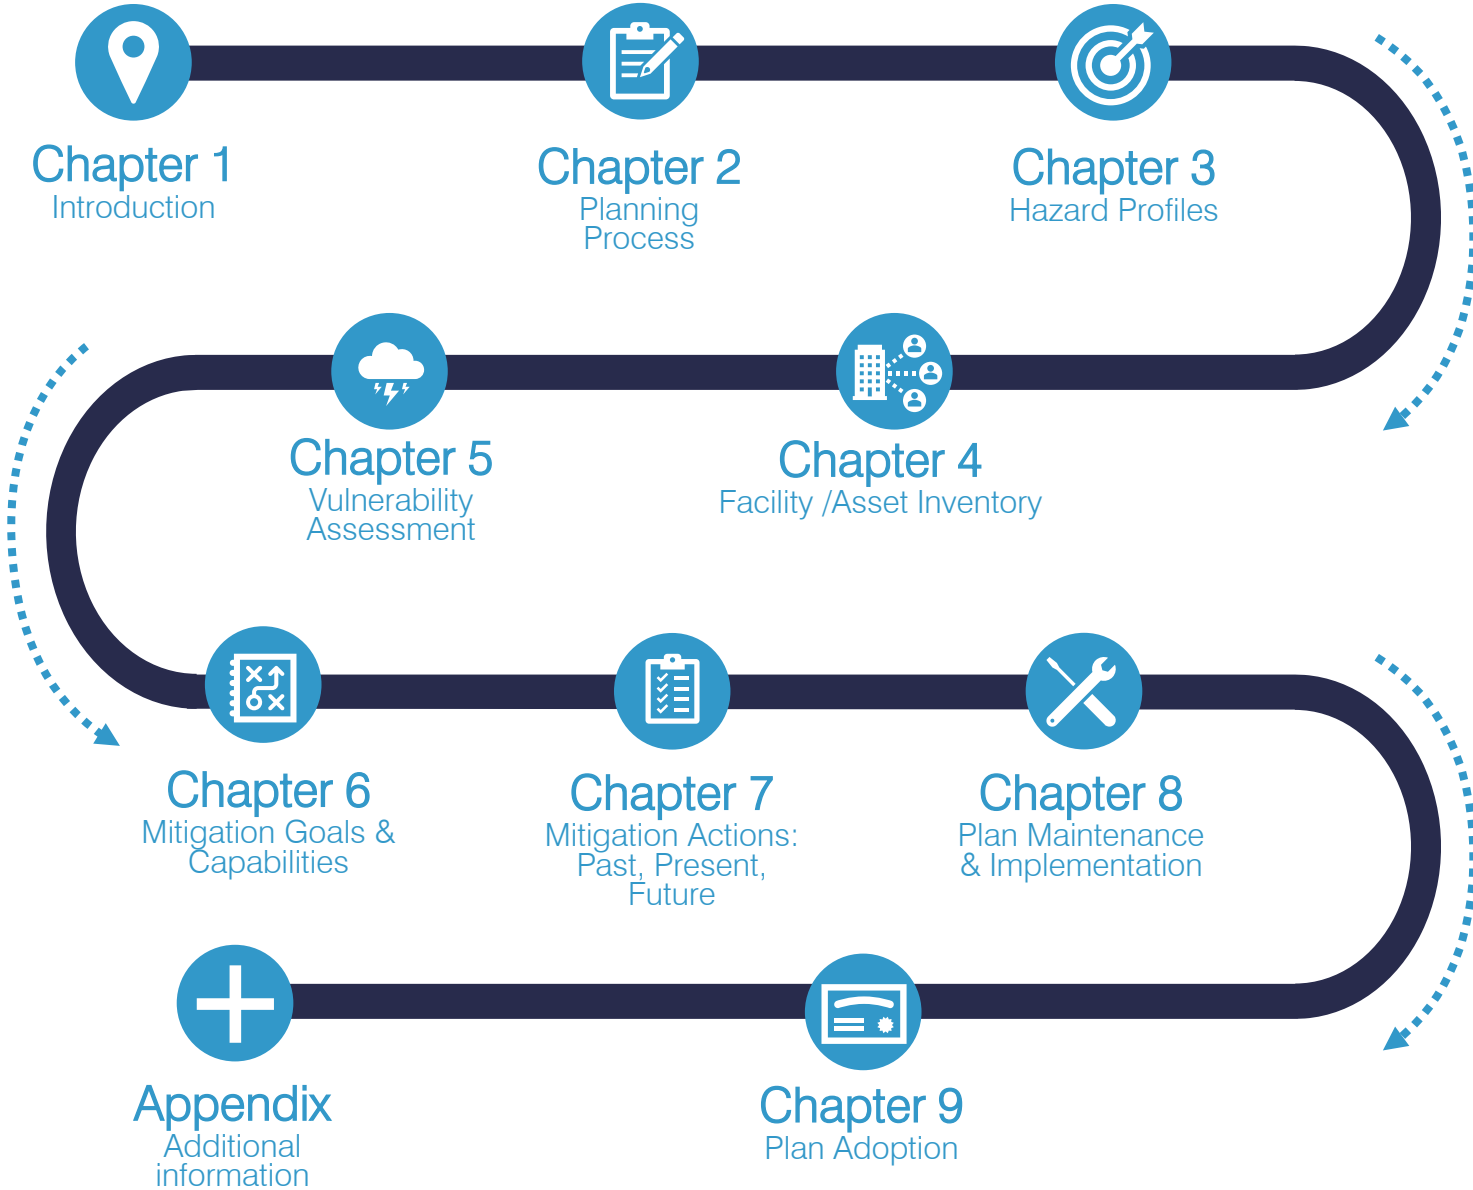 Chapter 1
Introduction
Chapter 2
Planning
Process
Chapter 3
Hazard Profiles
Chapter 4
Facility /Asset Inventory
Chapter 5
Vulnerability
Assessment
Chapter 6
Mitigation Goals &
Capabilities
Chapter 7
Mitigation Actions:
Past, Present,
Future
Chapter 8
Plan Maintenance
& Implementation
Chapter 9
Plan Adoption
Appendix
Additional
information